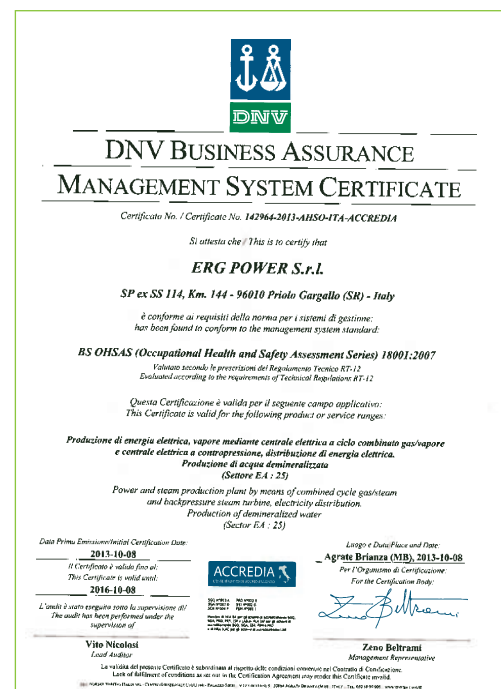 DNV
DNV BUSINESS ASSURANCE
MANAGEMENT SYSTEM CERTIFICATE
Certificato No. / Certificate No. 142964-2013-AHSO-ITA-ACCREDIA
Si attesta che / This is to certify that
ERG POWER S.r.l.
SP ex SS 114, Km. 144 - 96010 Priolo Gargallo (SR) - Italy
è conforme ai requisiti della norma per i sistemi di gestione:
has been found to conform to the management system standard:
BS OHSAS (Occupational Health and Safety Assessment Series) 18001:2007
Valutato secondo le prescrizioni del Regolamento Tecnico RT-12
Evaluated according to the requirements of Technical Regulations RT-12
Questa Certificazione è valida per il seguente campo applicativo:
This Certificate is valid for the following product or service ranges:
Produzione di energia elettrica, vapore mediante centrale elettrica a ciclo combinato gas/vapore
e centrale elettrica a contropressione, distribuzione di energia elettrica.
Produzione di acqua demineralizzata
(Settore EA : 25)
Power and steam production plant by means of combined cycle gas/steam
and backpressure steam turbine, electricity distribution.
Production of demineralized water
(Sector EA : 25)
Data Prima Emissione/Initial Certification Date:
2013-10-08
Il Certificato è valido fino al:
This Certificate is valid until:
2016-10-08
L'audit è stato eseguito sotto la supervisione di/
The audit has been performed under the
supervision of
Vito Nicolosi
Lead Auditor
ACCREDIA
Luogo e Data/Place and Date:
Agrate Brianza (MB), 2013-10-08
Per l'Organismo di Certificazione:
For the Certification Body:
Zeno Beltrami
Zeno Beltrami
Management Representative
La validità del presente Certificato è subordinata al rispetto delle condizioni contenute nel Contratto di Certificazione.
Lack of fulfilment of conditions as set out in the Certification Agreement may render this Certificate invalid.